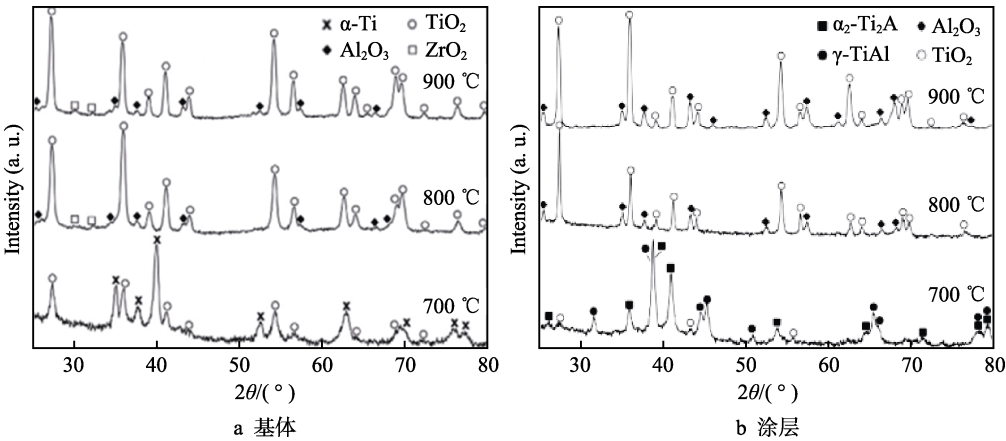 × α-Ti ○ TiO₂
◆ Al₂O₃ □ ZrO₂
900 ℃
800 ℃
700 ℃
Intensity (a. u.)
30 40 50 60 70 80
2θ/( ° )
a 基体
■ α₂-Ti₂A ◆ Al₂O₃
● γ-TiAl ○ TiO₂
900 ℃
800 ℃
700 ℃
Intensity (a. u.)
30 40 50 60 70 80
2θ/( ° )
b 涂层